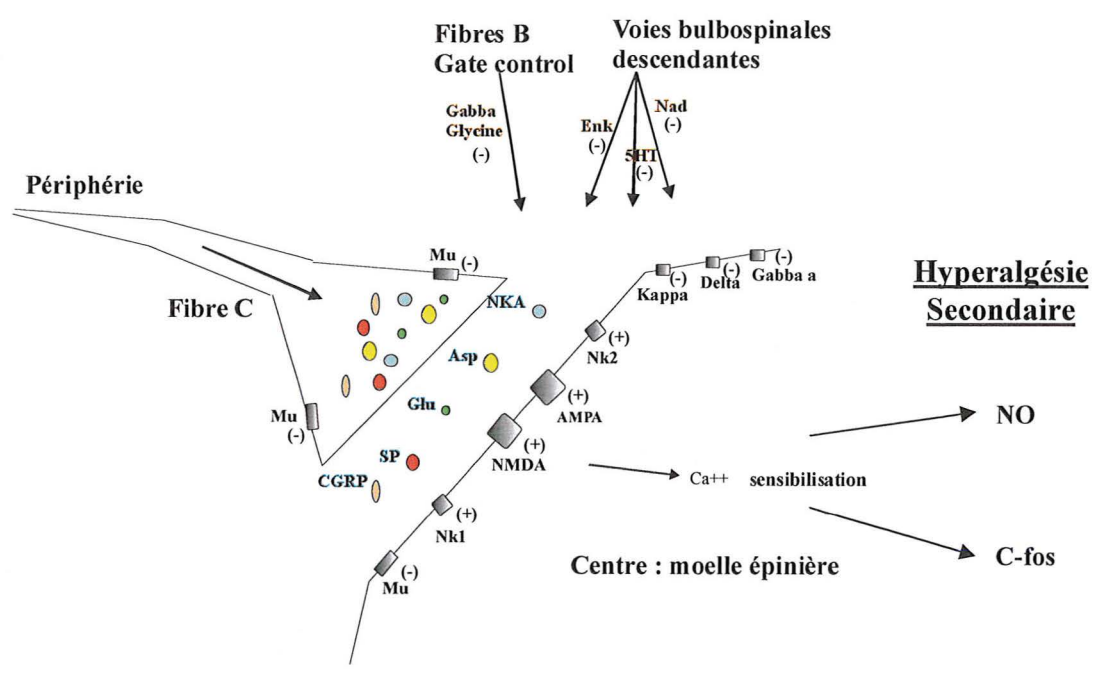 Fibres B
Gate control
Voies bulbospinales
descendantes
Gabba
Glycine
(-)
Enk
(-)
5HT
(-)
Nad
(-)
Périphérie
Fibre C
Mu
(-)
Mu
(-)
NKA
Asp
Glu
SP
CGRP
(-)
Kappa
(-)
Delta
(-)
Gabba a
(+)
Nk2
(+)
AMPA
(+)
NMDA
(+)
Nk1
(-)
Mu
Ca++ sensibilisation
Centre : moelle épinière
Hyperalgésie
Secondaire
NO
C-fos